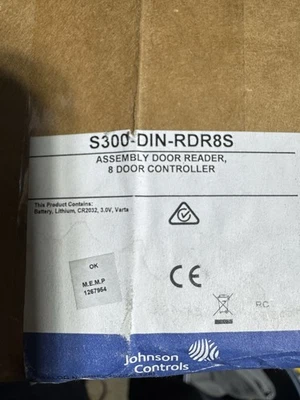 S300-DIN-RDR8S
ASSEMBLY DOOR READER,
8 DOOR CONTROLLER
This Product Contains:
Battery, Lithium, CR2032, 3.0V, Varta
OK
M.E.M.P
1267954
CE
RC
Johnson
Controls